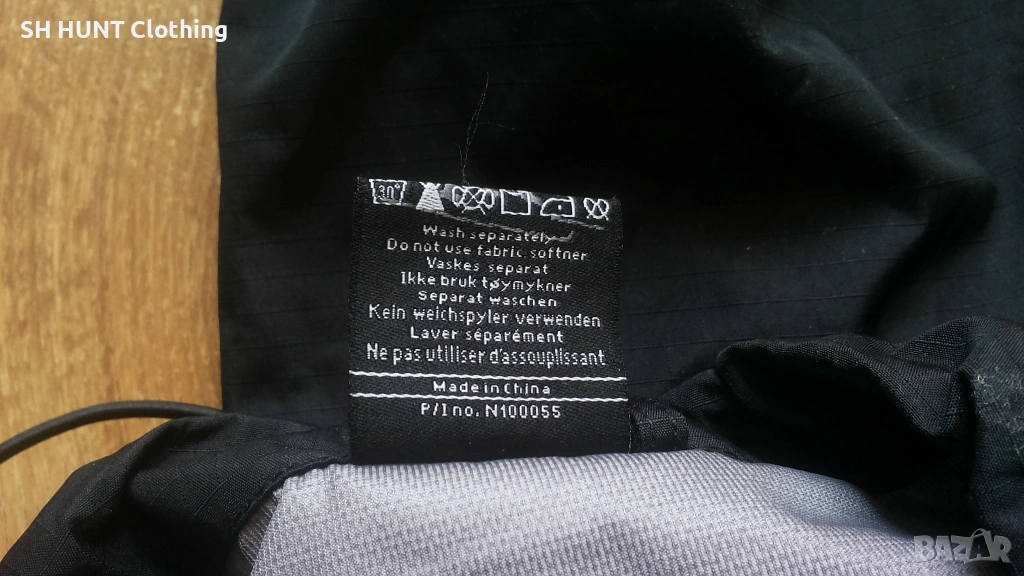 SH HUNT Clothing
30°
Wash separately
Do not use fabric softner
Vaskes separat
Ikke bruk tøymykner
Separat waschen
Kein weichspyler verwenden
Laver séparément
Ne pas utiliser d'assouplissant
Made in China
P/I no. N100055
BAZAR